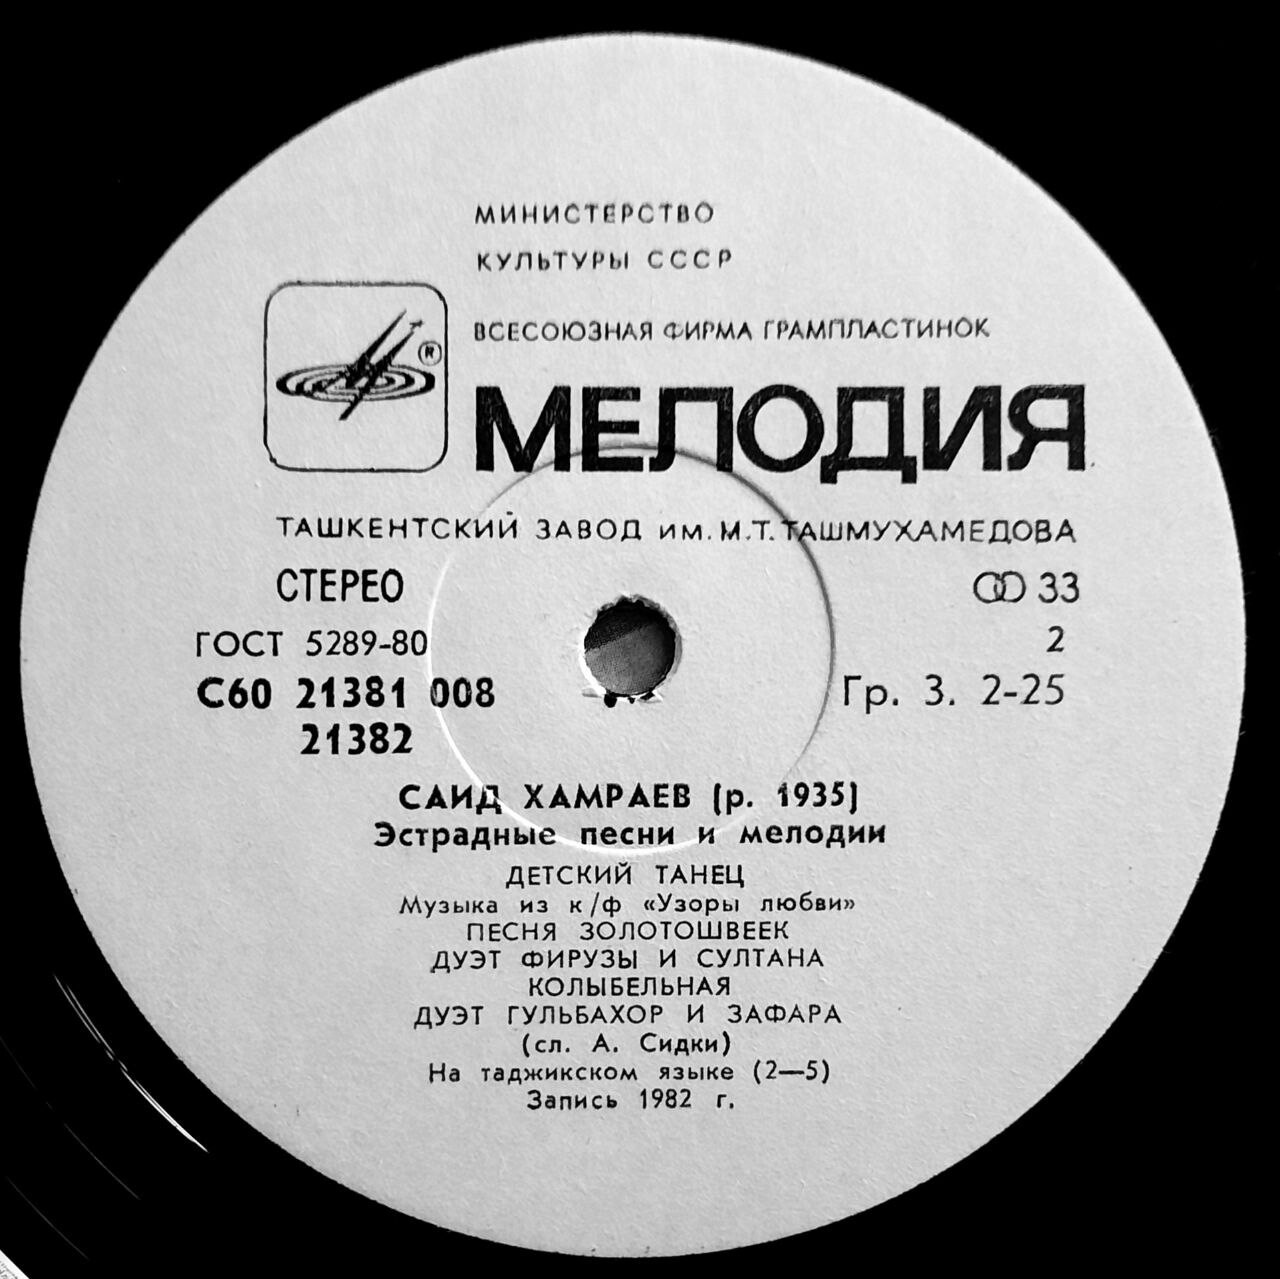 МИНИСТЕРСТВО
КУЛЬТУРЫ СССР
ВСЕСОЮЗНАЯ ФИРМА ГРАМПЛАСТИНОК
®
МЕЛОДИЯ
ТАШКЕНТСКИЙ ЗАВОД им. М.Т. ТАШМУХАМЕДОВА
СТЕРЕО 33
ГОСТ 5289-80 2
С60 21381 008 Гр. 3. 2-25
21382
САИД ХАМРАЕВ (р. 1935)
Эстрадные песни и мелодии
ДЕТСКИЙ ТАНЕЦ
Музыка из к/ф «Узоры любви»
ПЕСНЯ ЗОЛОТОШВЕЕК
ДУЭТ ФИРУЗЫ И СУЛТАНА
КОЛЫБЕЛЬНАЯ
ДУЭТ ГУЛЬБАХОР И ЗАФАРА
(сл. А. Сидки)
На таджикском языке (2—5)
Запись 1982 г.